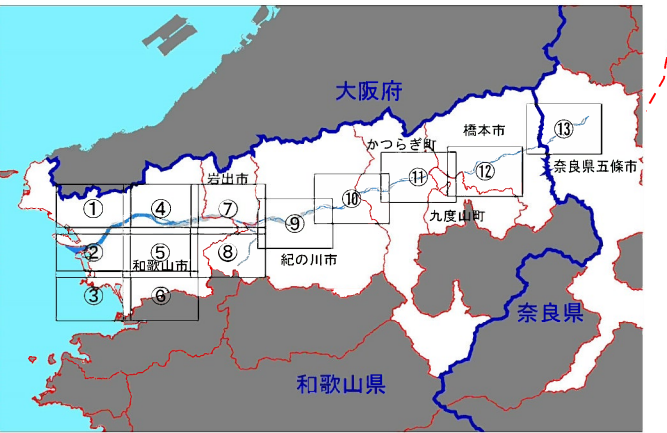 大阪府
橋本市
⑬
かつらぎ町
奈良県五條市
岩出市
⑪
⑫
⑩
①
④
⑦
⑨
九度山町
②
⑤
⑧
紀の川市
和歌山市
③
⑥
奈良県
和歌山県